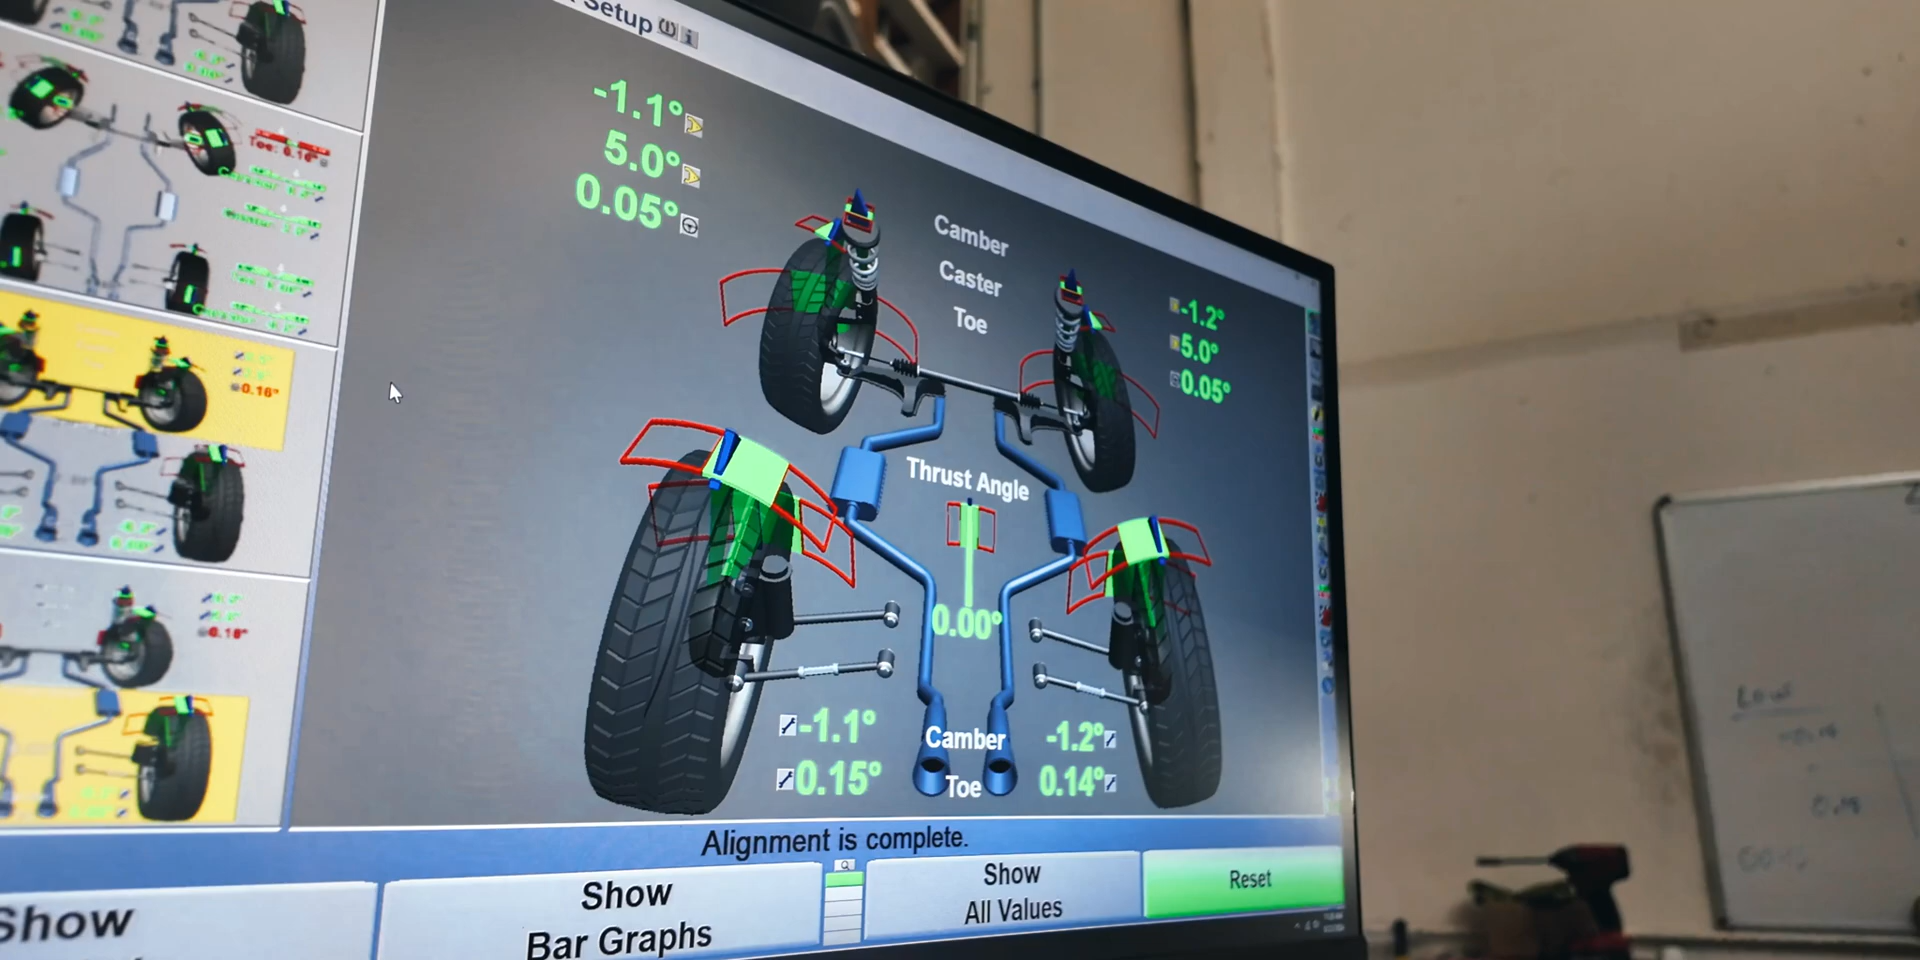 Setup
-1.1°
5.0°
0.05°
Camber
Caster
Toe
-1.2°
5.0°
0.05°
Toe: 0.16°
0.16°
Thrust Angle
0.00°
-1.1° Camber -1.2°
0.15° Toe 0.14°
Alignment is complete.
Show
Show
Bar Graphs
Show
All Values
Reset
Low